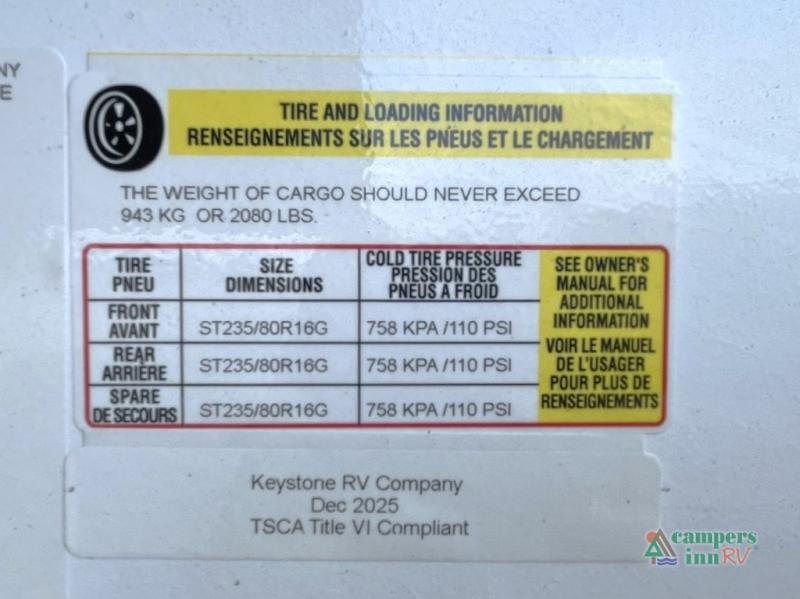 NY
E
TIRE AND LOADING INFORMATION
RENSEIGNEMENTS SUR LES PNEUS ET LE CHARGEMENT
THE WEIGHT OF CARGO SHOULD NEVER EXCEED
943 KG OR 2080 LBS.
TIRE
PNEU
SIZE
DIMENSIONS
COLD TIRE PRESSURE
PRESSION DES
PNEUS A FROID
SEE OWNER'S
MANUAL FOR
ADDITIONAL
INFORMATION
VOIR LE MANUEL
DE L'USAGER
POUR PLUS DE
RENSEIGNEMENTS
FRONT
AVANT
ST235/80R16G
758 KPA /110 PSI
REAR
ARRIÈRE
ST235/80R16G
758 KPA /110 PSI
SPARE
DE SECOURS
ST235/80R16G
758 KPA /110 PSI
Keystone RV Company
Dec 2025
TSCA Title VI Compliant
campers
inn RV